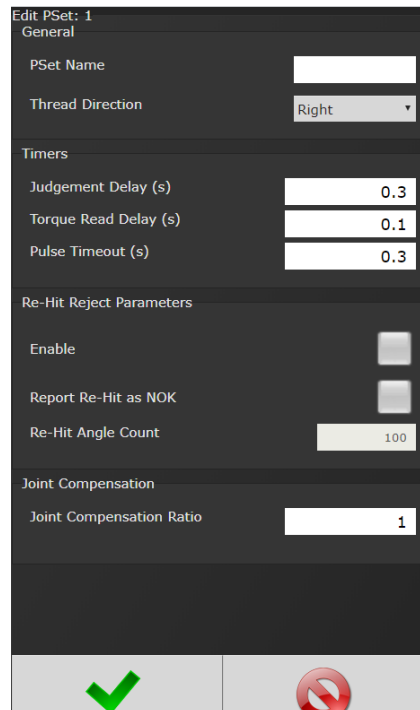 Edit PSet: 1
General
PSet Name
Thread Direction Right
Timers
Judgement Delay (s) 0.3
Torque Read Delay (s) 0.1
Pulse Timeout (s) 0.3
Re-Hit Reject Parameters
Enable
Report Re-Hit as NOK
Re-Hit Angle Count 100
Joint Compensation
Joint Compensation Ratio 1